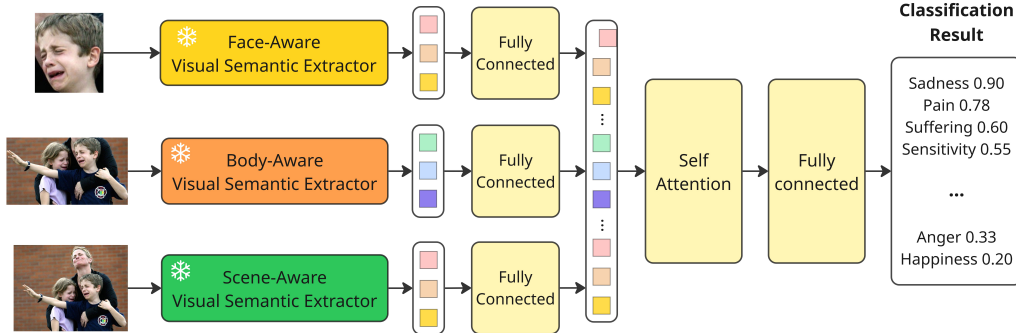 Classification
Result
Face-Aware
Visual Semantic Extractor
Fully
Connected
Body-Aware
Visual Semantic Extractor
Fully
Connected
Scene-Aware
Visual Semantic Extractor
Fully
Connected
...
...
Self
Attention
Fully
connected
Sadness 0.90
Pain 0.78
Suffering 0.60
Sensitivity 0.55
...
Anger 0.33
Happiness 0.20